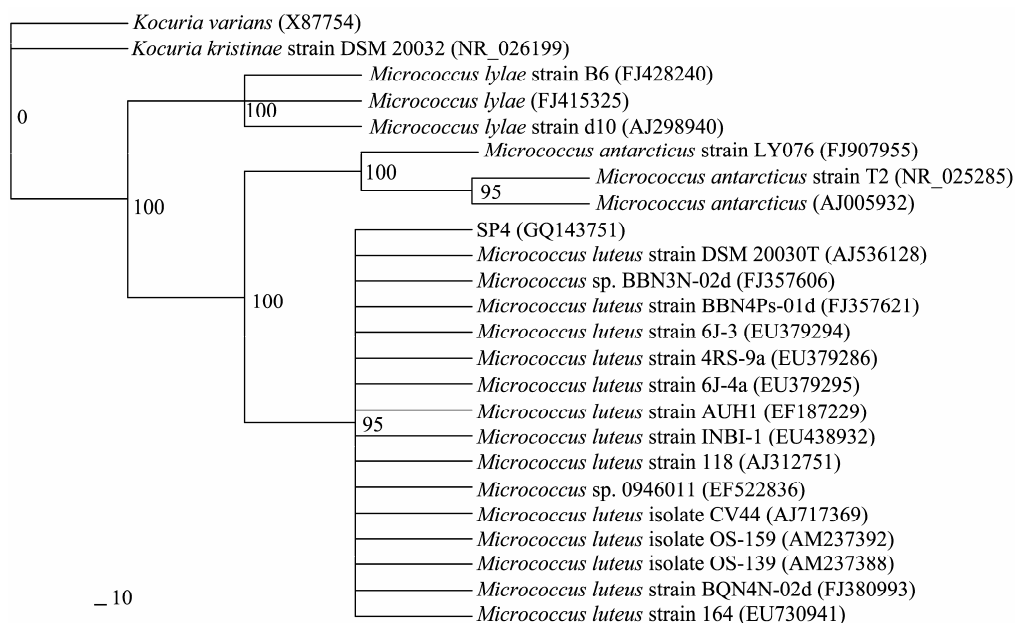 Kocuria varians (X87754)
Kocuria kristinae strain DSM 20032 (NR_026199)
Micrococcus lylae strain B6 (FJ428240)
100
Micrococcus lylae (FJ415325)
0
Micrococcus lylae strain d10 (AJ298940)
Micrococcus antarcticus strain LY076 (FJ907955)
100
Micrococcus antarcticus strain T2 (NR_025285)
95
100
Micrococcus antarcticus (AJ005932)
SP4 (GQ143751)
Micrococcus luteus strain DSM 20030T (AJ536128)
Micrococcus sp. BBN3N-02d (FJ357606)
100
Micrococcus luteus strain BBN4Ps-01d (FJ357621)
Micrococcus luteus strain 6J-3 (EU379294)
Micrococcus luteus strain 4RS-9a (EU379286)
Micrococcus luteus strain 6J-4a (EU379295)
Micrococcus luteus strain AUH1 (EF187229)
95
Micrococcus luteus strain INBI-1 (EU438932)
Micrococcus luteus strain 118 (AJ312751)
Micrococcus sp. 0946011 (EF522836)
Micrococcus luteus isolate CV44 (AJ717369)
Micrococcus luteus isolate OS-159 (AM237392)
Micrococcus luteus isolate OS-139 (AM237388)
Micrococcus luteus strain BQN4N-02d (FJ380993)
10
Micrococcus luteus strain 164 (EU730941)